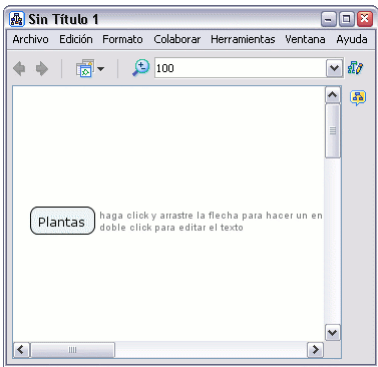 Sin Título 1
Archivo Edición Formato Colaborar Herramientas Ventana Ayuda
100
Plantas
haga click y arrastre la flecha para hacer un en
doble click para editar el texto